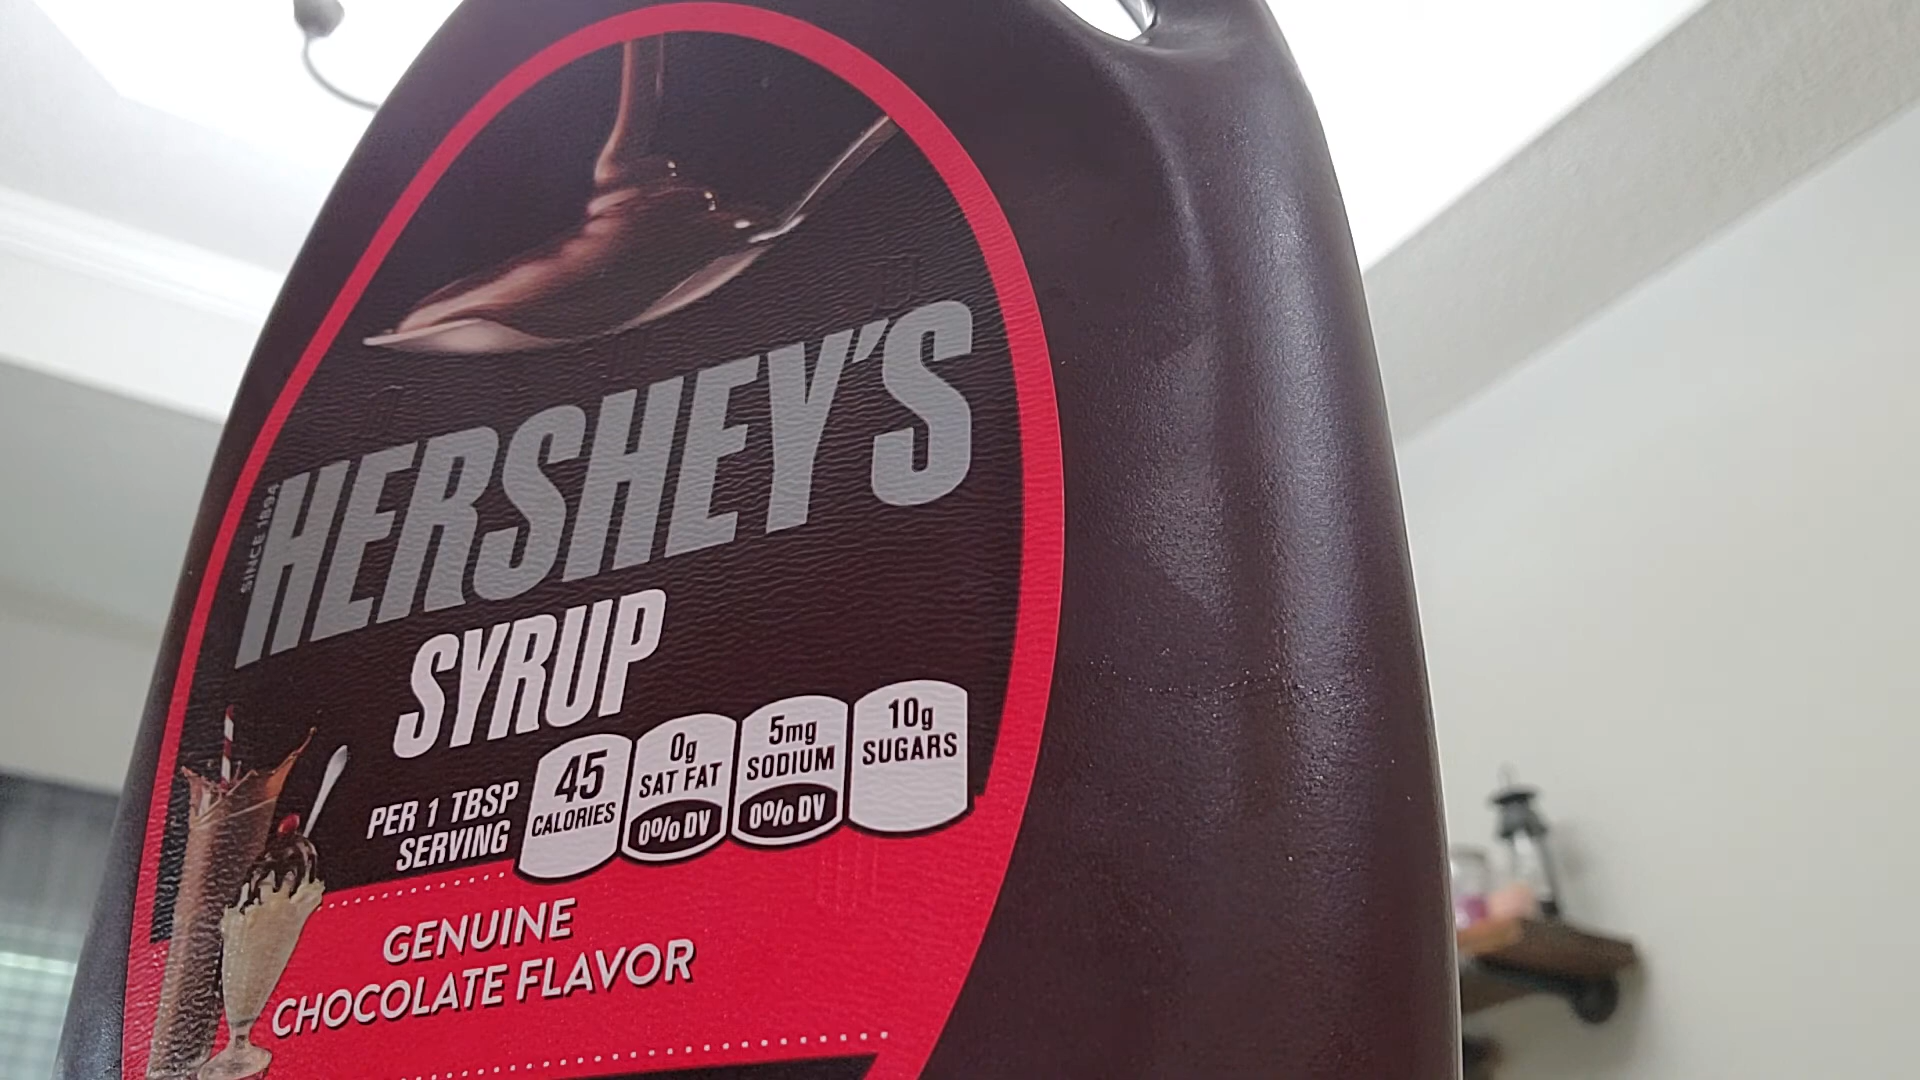 SINCE 1894
HERSHEY'S
SYRUP
PER 1 TBSP
SERVING
45
CALORIES
0g
SAT FAT
0% DV
5mg
SODIUM
0% DV
10g
SUGARS
GENUINE
CHOCOLATE FLAVOR